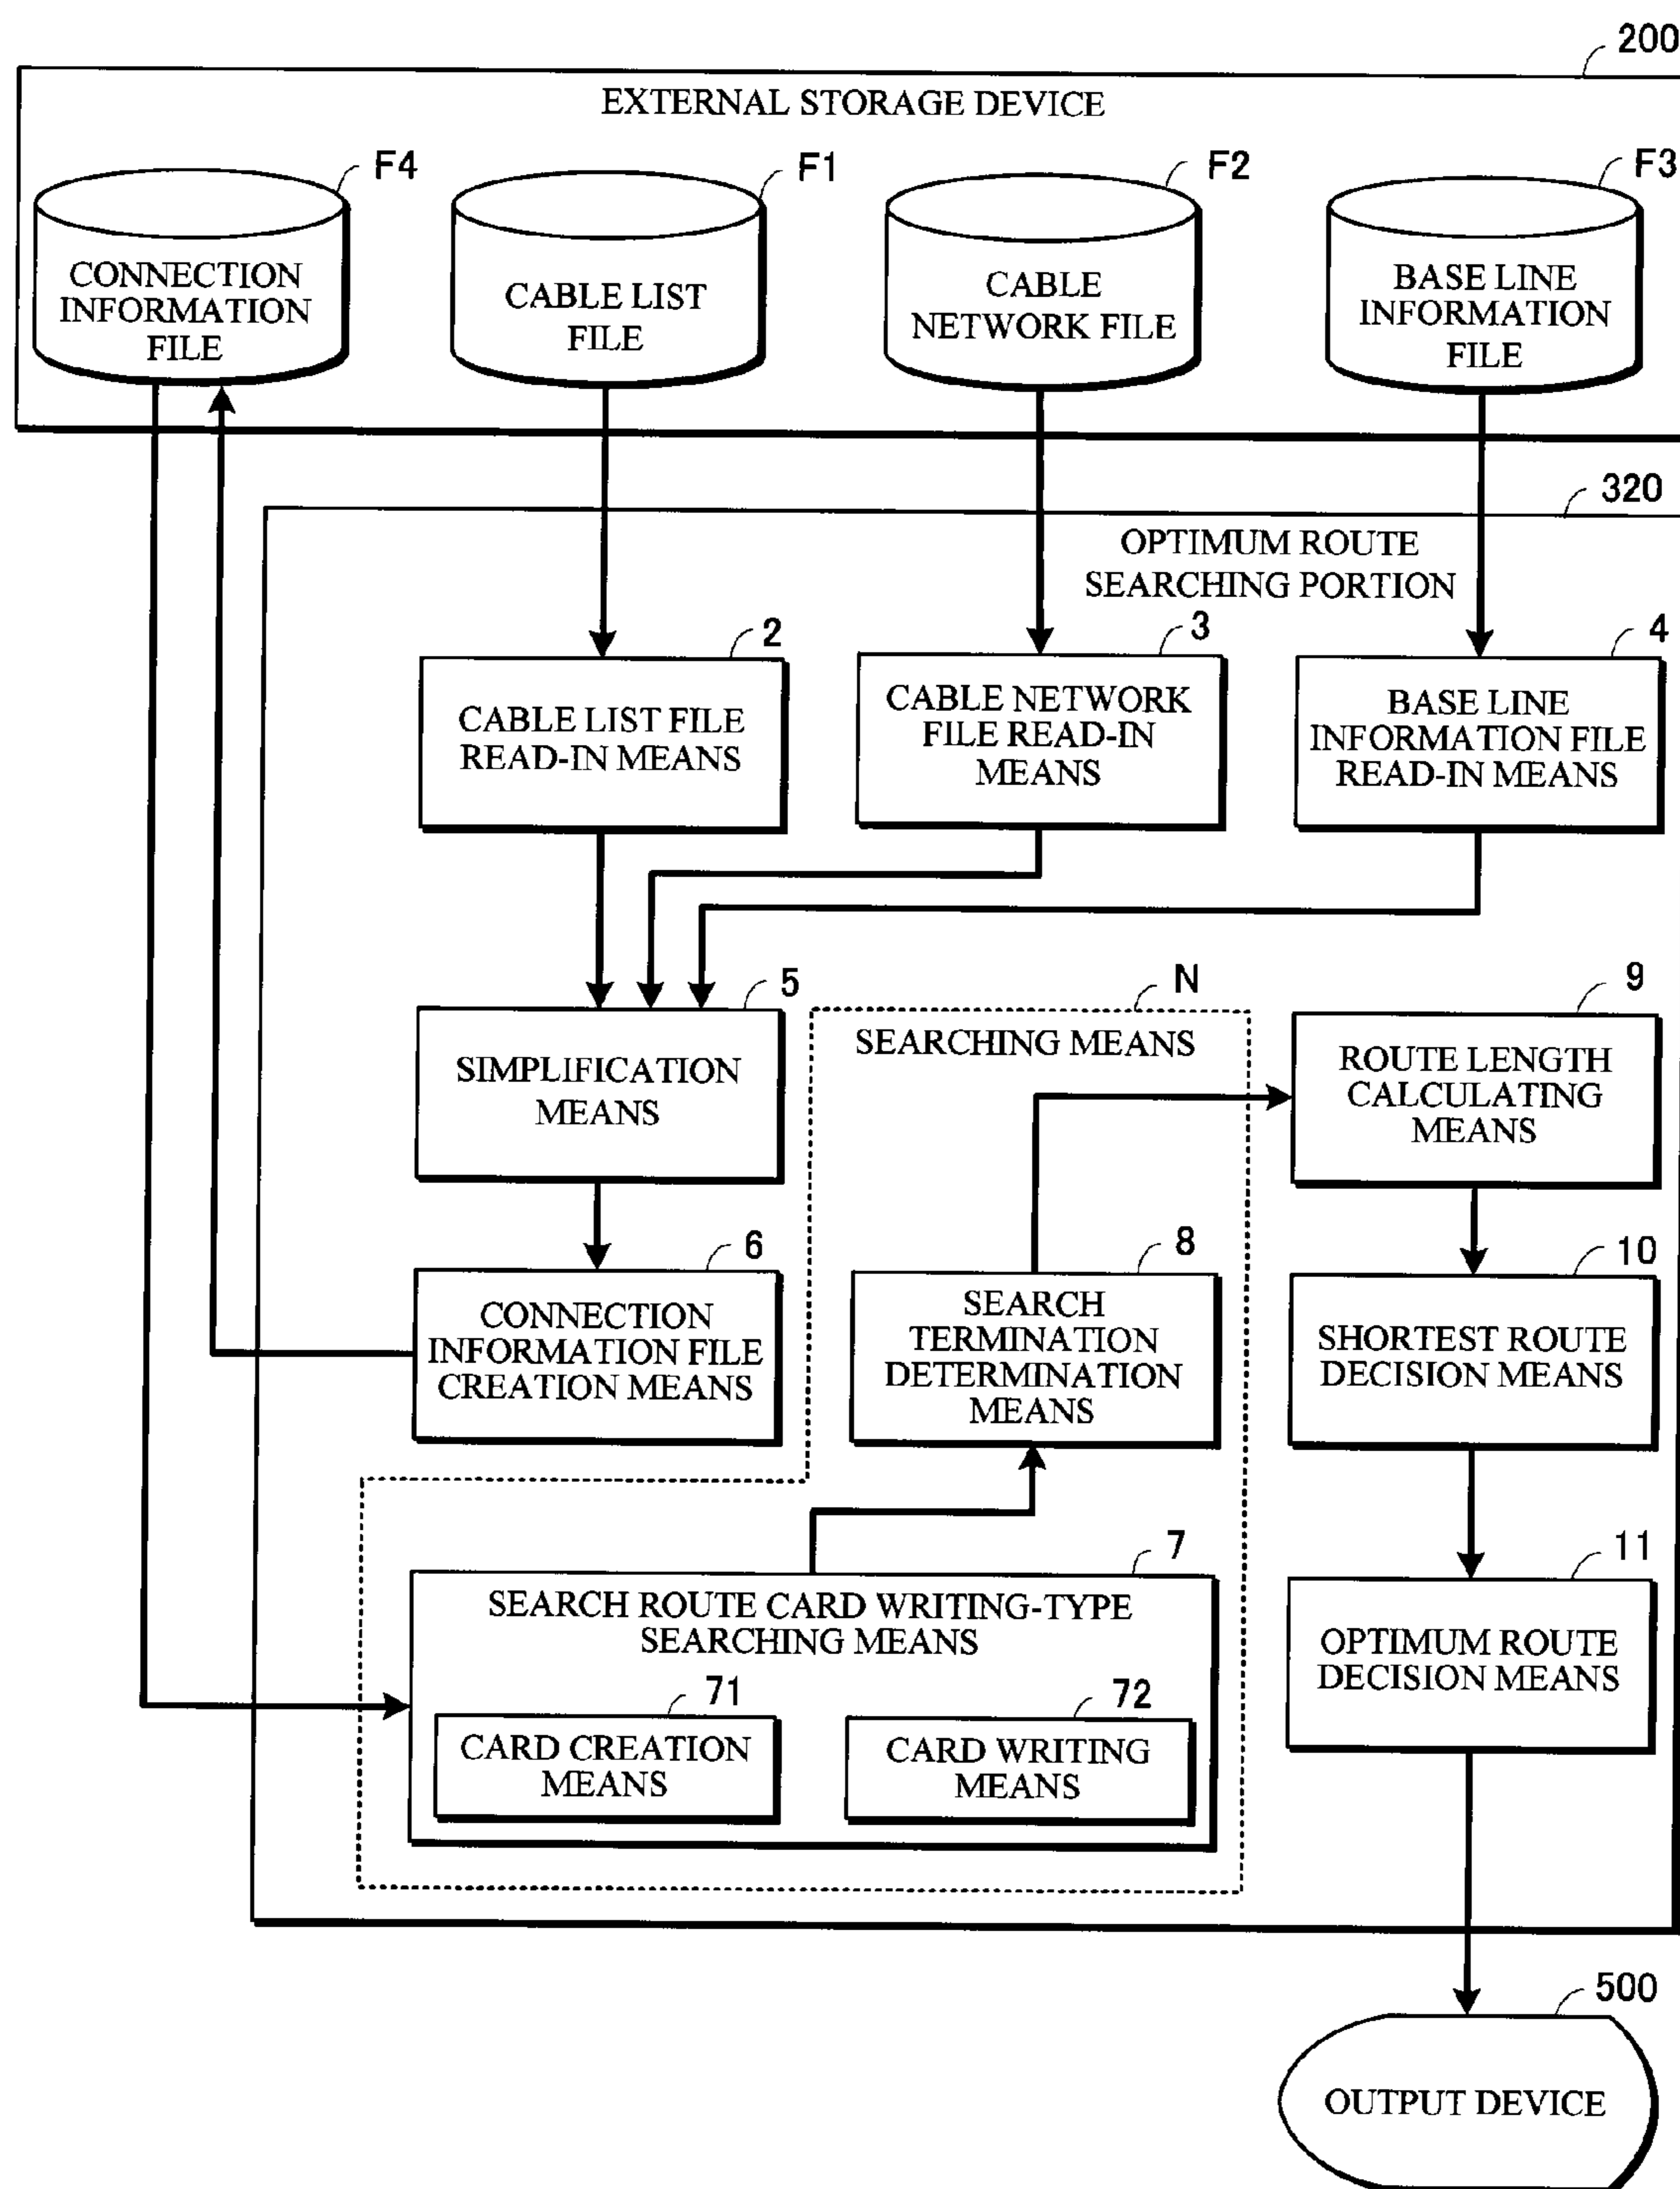 200
EXTERNAL STORAGE DEVICE
F4
F1
F2
F3
CONNECTION
INFORMATION
FILE
CABLE LIST
FILE
CABLE
NETWORK FILE
BASE LINE
INFORMATION
FILE
320
OPTIMUM ROUTE
SEARCHING PORTION
2
3
4
CABLE LIST FILE
READ-IN MEANS
CABLE NETWORK
FILE READ-IN
MEANS
BASE LINE
INFORMATION FILE
READ-IN MEANS
5
N
9
SIMPLIFICATION
MEANS
SEARCHING MEANS
ROUTE LENGTH
CALCULATING
MEANS
6
8
10
CONNECTION
INFORMATION FILE
CREATION MEANS
SEARCH
TERMINATION
DETERMINATION
MEANS
SHORTEST ROUTE
DECISION MEANS
7
11
SEARCH ROUTE CARD WRITING-TYPE
SEARCHING MEANS
OPTIMUM ROUTE
DECISION MEANS
71
72
CARD CREATION
MEANS
CARD WRITING
MEANS
500
OUTPUT DEVICE